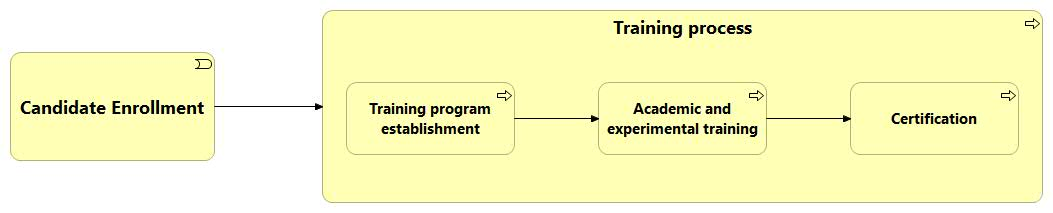 Training process
Candidate Enrollment
Training program
establishment
Academic and
experimental training
Certification